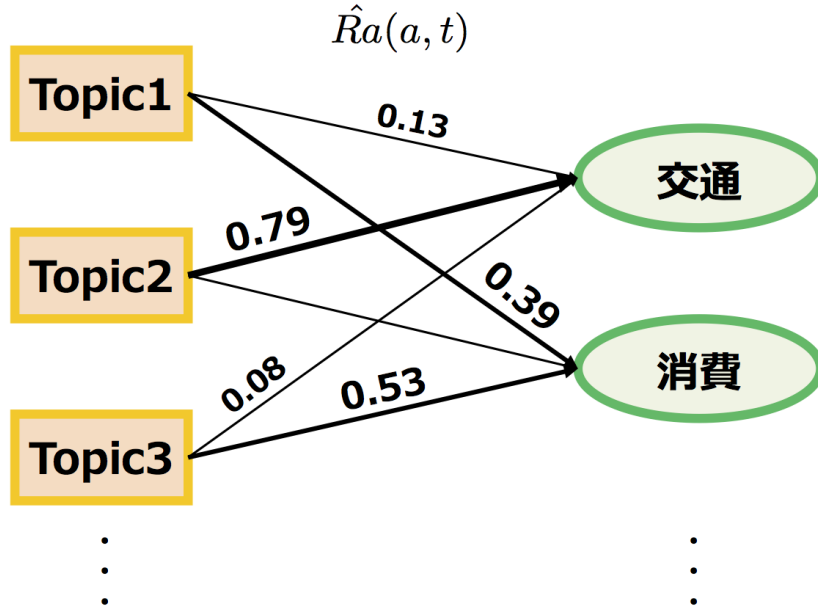 R̂a(a, t)
Topic1
0.13
交通
0.79
Topic2
0.39
0.08
0.53
消費
Topic3